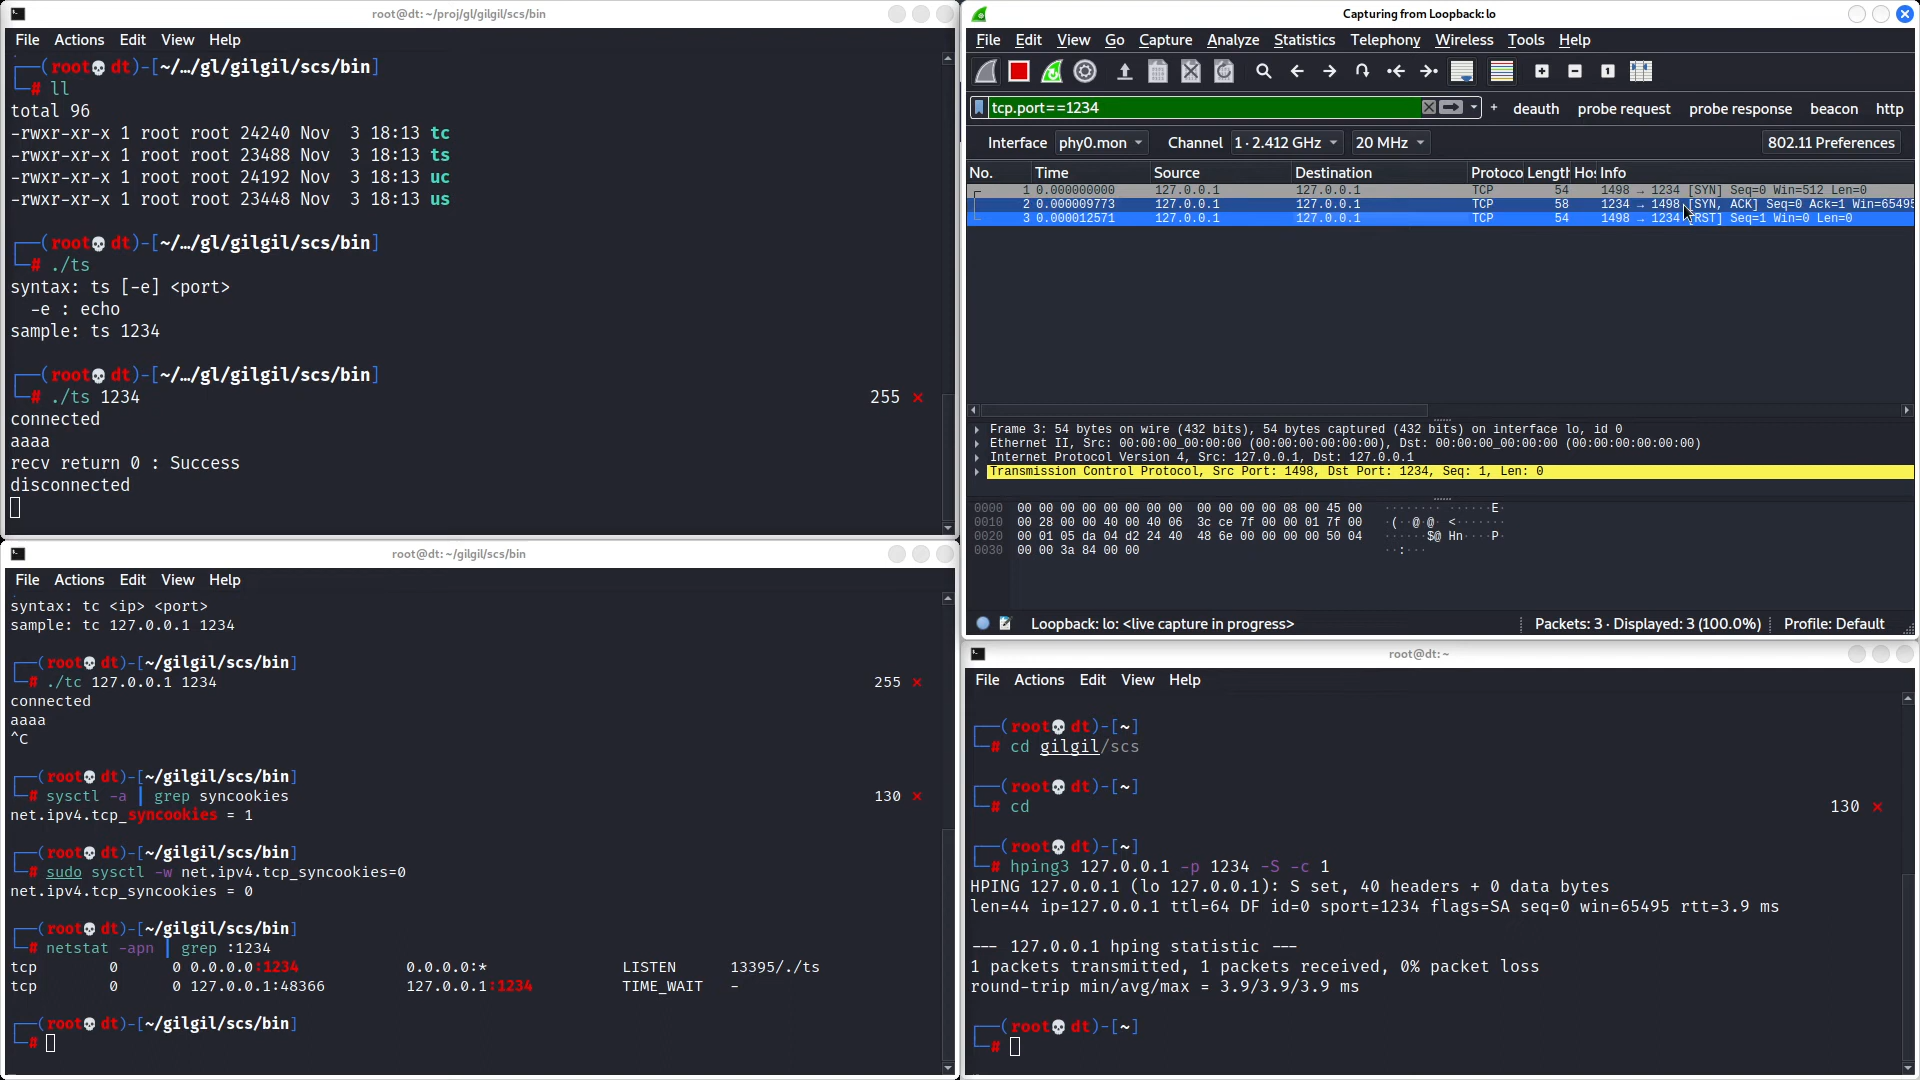 root@dt: ~/proj/gl/gilgil/scs/bin
File Actions Edit View Help
(root dt)-[~/…/gl/gilgil/scs/bin]
# ll
total 96
-rwxr-xr-x 1 root root 24240 Nov 3 18:13 tc
-rwxr-xr-x 1 root root 23488 Nov 3 18:13 ts
-rwxr-xr-x 1 root root 24192 Nov 3 18:13 uc
-rwxr-xr-x 1 root root 23448 Nov 3 18:13 us
(root dt)-[~/…/gl/gilgil/scs/bin]
# ./ts
syntax: ts [-e] <port>
-e : echo
sample: ts 1234
(root dt)-[~/…/gl/gilgil/scs/bin]
# ./ts 1234 255 ×
connected
aaaa
recv return 0 : Success
disconnected
root@dt: ~/gilgil/scs/bin
File Actions Edit View Help
syntax: tc <ip> <port>
sample: tc 127.0.0.1 1234
(root dt)-[~/gilgil/scs/bin]
# ./tc 127.0.0.1 1234 255 ×
connected
aaaa
^C
(root dt)-[~/gilgil/scs/bin]
# sysctl -a | grep syncookies 130 ×
net.ipv4.tcp_syncookies = 1
(root dt)-[~/gilgil/scs/bin]
# sudo sysctl -w net.ipv4.tcp_syncookies=0
net.ipv4.tcp_syncookies = 0
(root dt)-[~/gilgil/scs/bin]
# netstat -apn | grep :1234
tcp 0 0 0.0.0.0:1234 0.0.0.0:* LISTEN 13395/./ts
tcp 0 0 127.0.0.1:48366 127.0.0.1:1234 TIME_WAIT -
(root dt)-[~/gilgil/scs/bin]
#
Capturing from Loopback: lo
File Edit View Go Capture Analyze Statistics Telephony Wireless Tools Help
tcp.port==1234 + deauth probe request probe response beacon http
Interface phy0.mon Channel 1 · 2.412 GHz 20 MHz 802.11 Preferences
No. Time Source Destination Protoco Length Hos Info
1 0.000000000 127.0.0.1 127.0.0.1 TCP 54 1498 → 1234 [SYN] Seq=0 Win=512 Len=0
2 0.000009773 127.0.0.1 127.0.0.1 TCP 58 1234 → 1498 [SYN, ACK] Seq=0 Ack=1 Win=65495
3 0.000012571 127.0.0.1 127.0.0.1 TCP 54 1498 → 1234 [RST] Seq=1 Win=0 Len=0
Frame 3: 54 bytes on wire (432 bits), 54 bytes captured (432 bits) on interface lo, id 0
Ethernet II, Src: 00:00:00_00:00:00 (00:00:00:00:00:00), Dst: 00:00:00_00:00:00 (00:00:00:00:00:00)
Internet Protocol Version 4, Src: 127.0.0.1, Dst: 127.0.0.1
Transmission Control Protocol, Src Port: 1498, Dst Port: 1234, Seq: 1, Len: 0
0000 00 00 00 00 00 00 00 00 00 00 00 00 08 00 45 00 ········ ······E·
0010 00 28 00 00 40 00 40 06 3c ce 7f 00 00 01 7f 00 ·(··@·@· <·······
0020 00 01 05 da 04 d2 24 40 48 6e 00 00 00 00 50 04 ······$@ Hn····P·
0030 00 00 3a 84 00 00 ··:···
Loopback: lo: <live capture in progress> Packets: 3 · Displayed: 3 (100.0%) Profile: Default
root@dt: ~
File Actions Edit View Help
(root dt)-[~]
# cd gilgil/scs
(root dt)-[~]
# cd 130 ×
(root dt)-[~]
# hping3 127.0.0.1 -p 1234 -S -c 1
HPING 127.0.0.1 (lo 127.0.0.1): S set, 40 headers + 0 data bytes
len=44 ip=127.0.0.1 ttl=64 DF id=0 sport=1234 flags=SA seq=0 win=65495 rtt=3.9 ms
--- 127.0.0.1 hping statistic ---
1 packets transmitted, 1 packets received, 0% packet loss
round-trip min/avg/max = 3.9/3.9/3.9 ms
(root dt)-[~]
#